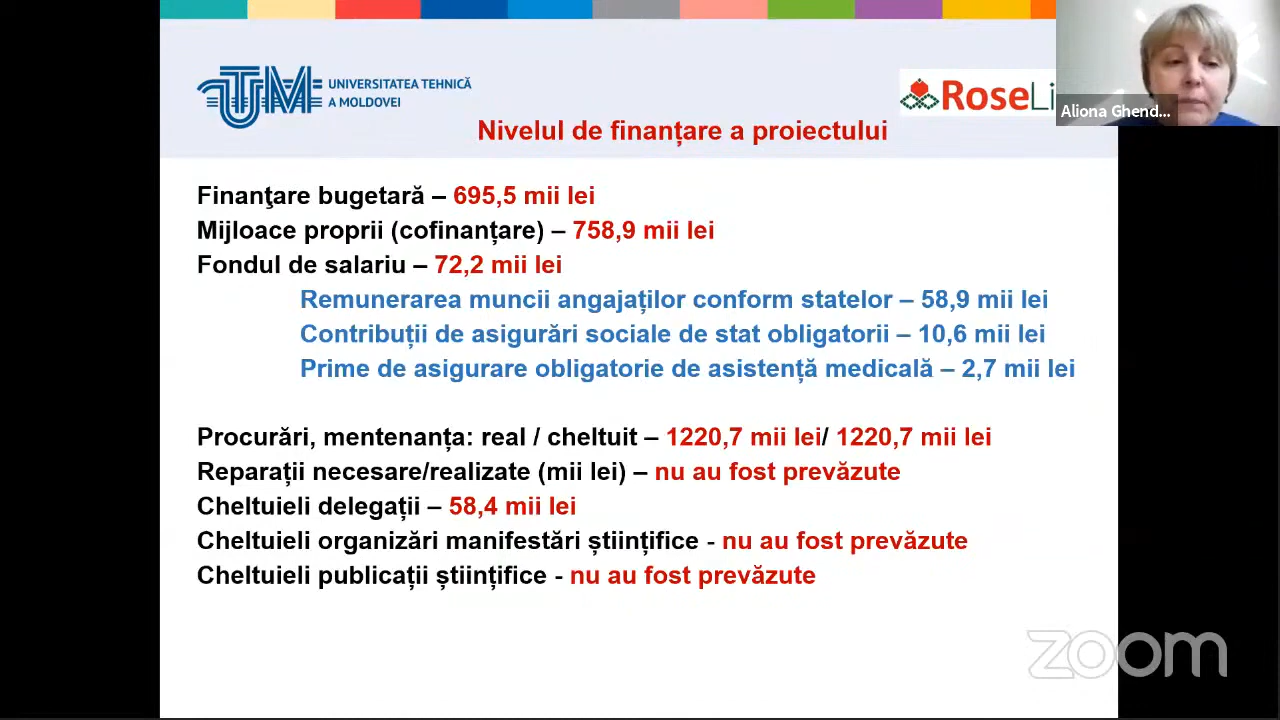 UNIVERSITATEA TEHNICĂ
A MOLDOVEI
RoseLi
Aliona Ghend...
Nivelul de finanțare a proiectului
Finanţare bugetară – 695,5 mii lei
Mijloace proprii (cofinanțare) – 758,9 mii lei
Fondul de salariu – 72,2 mii lei
Remunerarea muncii angajaților conform statelor – 58,9 mii lei
Contribuții de asigurări sociale de stat obligatorii – 10,6 mii lei
Prime de asigurare obligatorie de asistență medicală – 2,7 mii lei
Procurări, mentenanța: real / cheltuit – 1220,7 mii lei/ 1220,7 mii lei
Reparații necesare/realizate (mii lei) – nu au fost prevăzute
Cheltuieli delegații – 58,4 mii lei
Cheltuieli organizări manifestări științifice - nu au fost prevăzute
Cheltuieli publicații științifice - nu au fost prevăzute
zoom